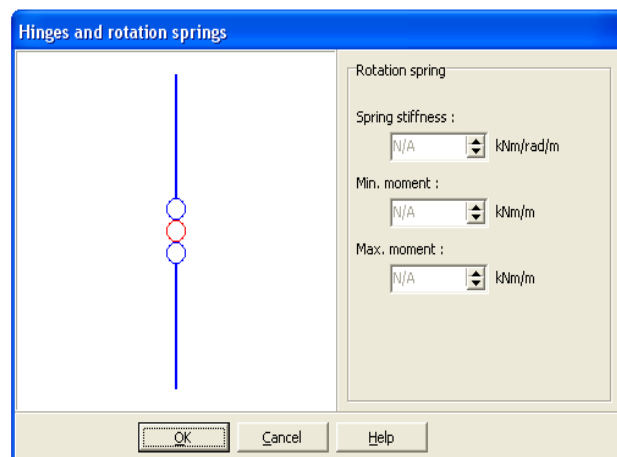 Hinges and rotation springs
Rotation spring
Spring stiffness :
N/A kNm/rad/m
Min. moment :
N/A kNm/m
Max. moment :
N/A kNm/m
OK Cancel Help